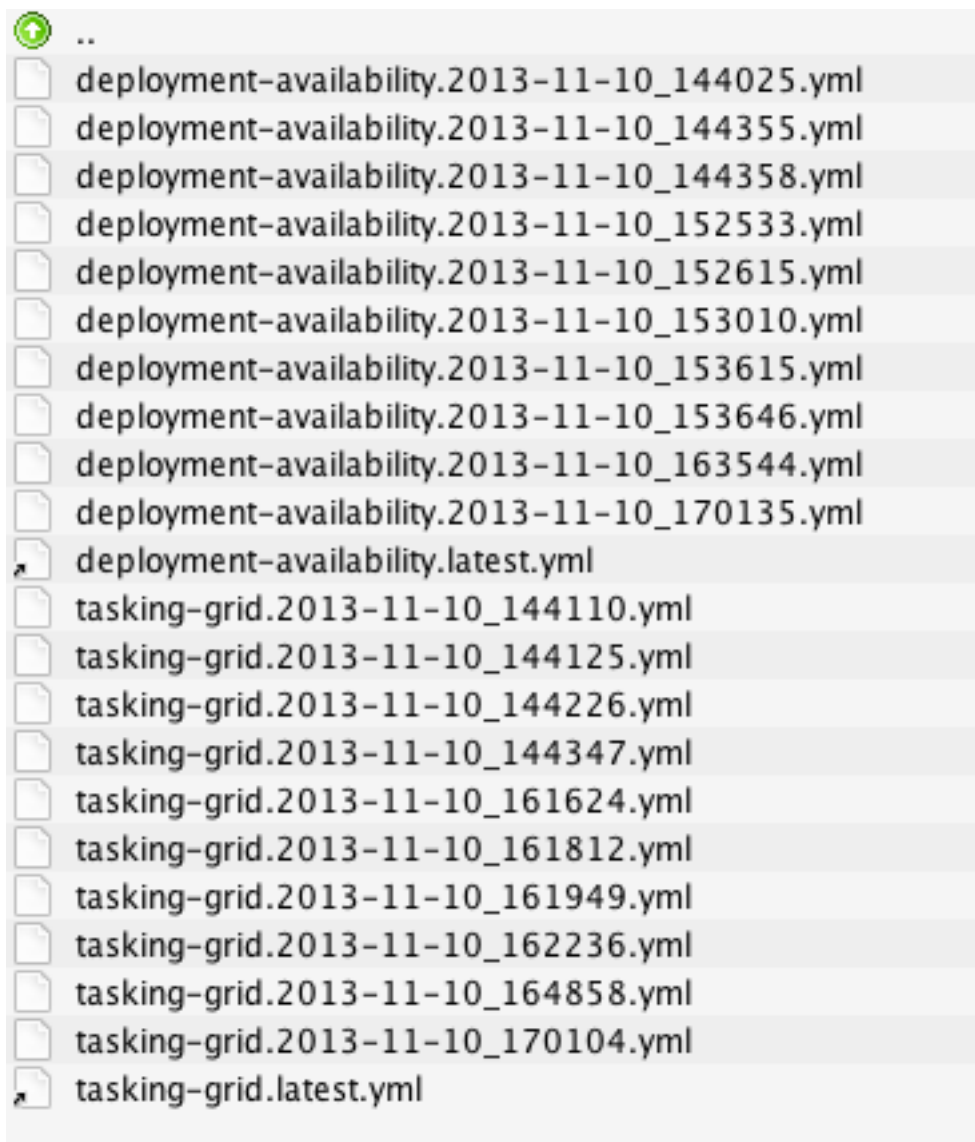 ..
deployment-availability.2013-11-10_144025.yml
deployment-availability.2013-11-10_144355.yml
deployment-availability.2013-11-10_144358.yml
deployment-availability.2013-11-10_152533.yml
deployment-availability.2013-11-10_152615.yml
deployment-availability.2013-11-10_153010.yml
deployment-availability.2013-11-10_153615.yml
deployment-availability.2013-11-10_153646.yml
deployment-availability.2013-11-10_163544.yml
deployment-availability.2013-11-10_170135.yml
deployment-availability.latest.yml
tasking-grid.2013-11-10_144110.yml
tasking-grid.2013-11-10_144125.yml
tasking-grid.2013-11-10_144226.yml
tasking-grid.2013-11-10_144347.yml
tasking-grid.2013-11-10_161624.yml
tasking-grid.2013-11-10_161812.yml
tasking-grid.2013-11-10_161949.yml
tasking-grid.2013-11-10_162236.yml
tasking-grid.2013-11-10_164858.yml
tasking-grid.2013-11-10_170104.yml
tasking-grid.latest.yml